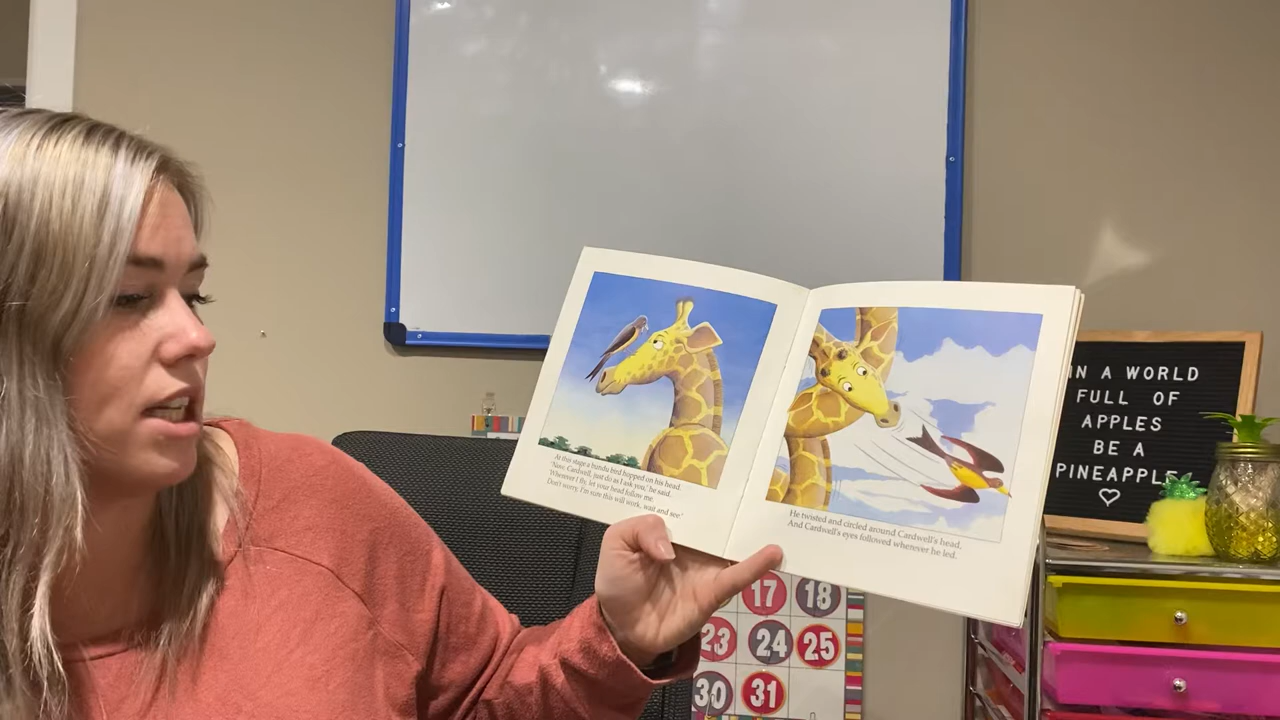 At this stage a bundu bird hopped on his head.
'Now, Cardwell, just do as I ask you,' he said.
'Whenever I fly, let your head follow me.
Don't worry, I'm sure this will work, wait and see.'
He twisted and circled around Cardwell's head,
And Cardwell's eyes followed wherever he led.
IN A WORLD
FULL OF
APPLES
BE A
PINEAPPLE
17 18
23 24 25
30 31